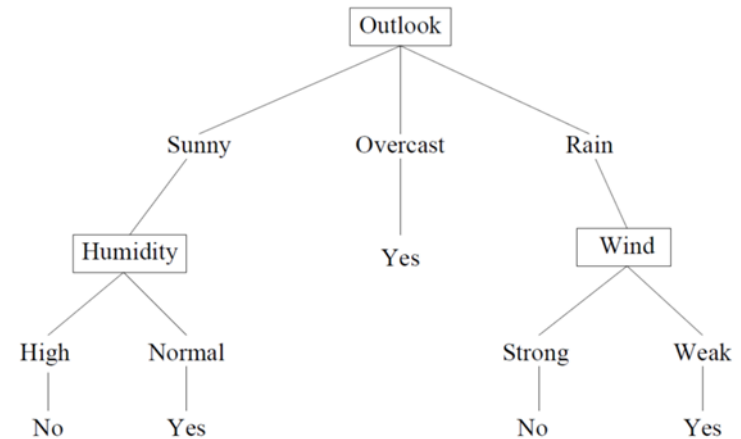 Outlook
Sunny Overcast Rain
Humidity Yes Wind
High Normal Strong Weak
No Yes No Yes